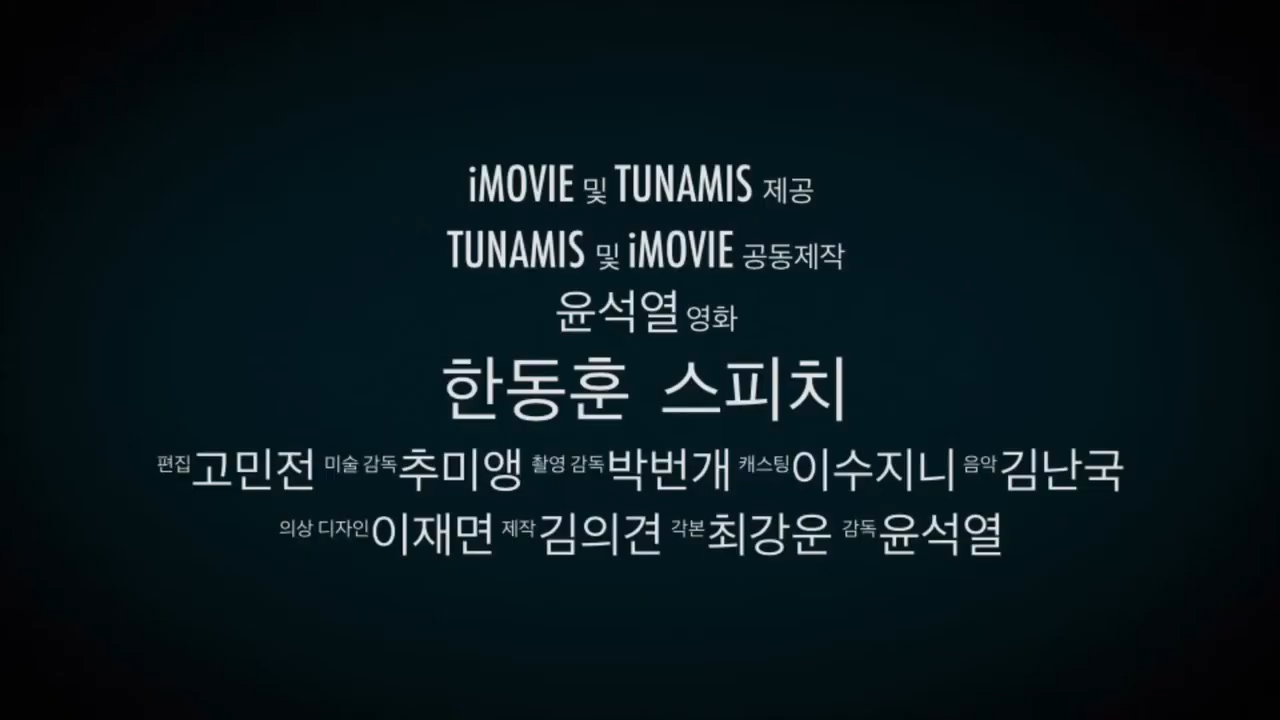 iMOVIE 및 TUNAMIS 제공
TUNAMIS 및 iMOVIE 공동제작
윤석열 영화
한동훈 스피치
편집 고민전 미술 감독 추미앵 촬영 감독 박번개 캐스팅 이수지니 음악 김난국
의상 디자인 이재면 제작 김의견 각본 최강운 감독 윤석열